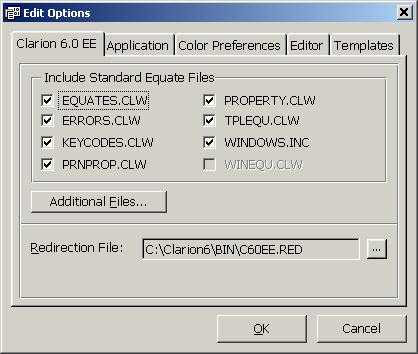 Edit Options
Clarion 6.0 EE Application Color Preferences Editor Templates
Include Standard Equate Files
EQUATES.CLW PROPERTY.CLW
ERRORS.CLW TPLEQU.CLW
KEYCODES.CLW WINDOWS.INC
PRNPROP.CLW WINEQU.CLW
Additional Files...
Redirection File: C:\Clarion6\BIN\C60EE.RED ...
OK Cancel